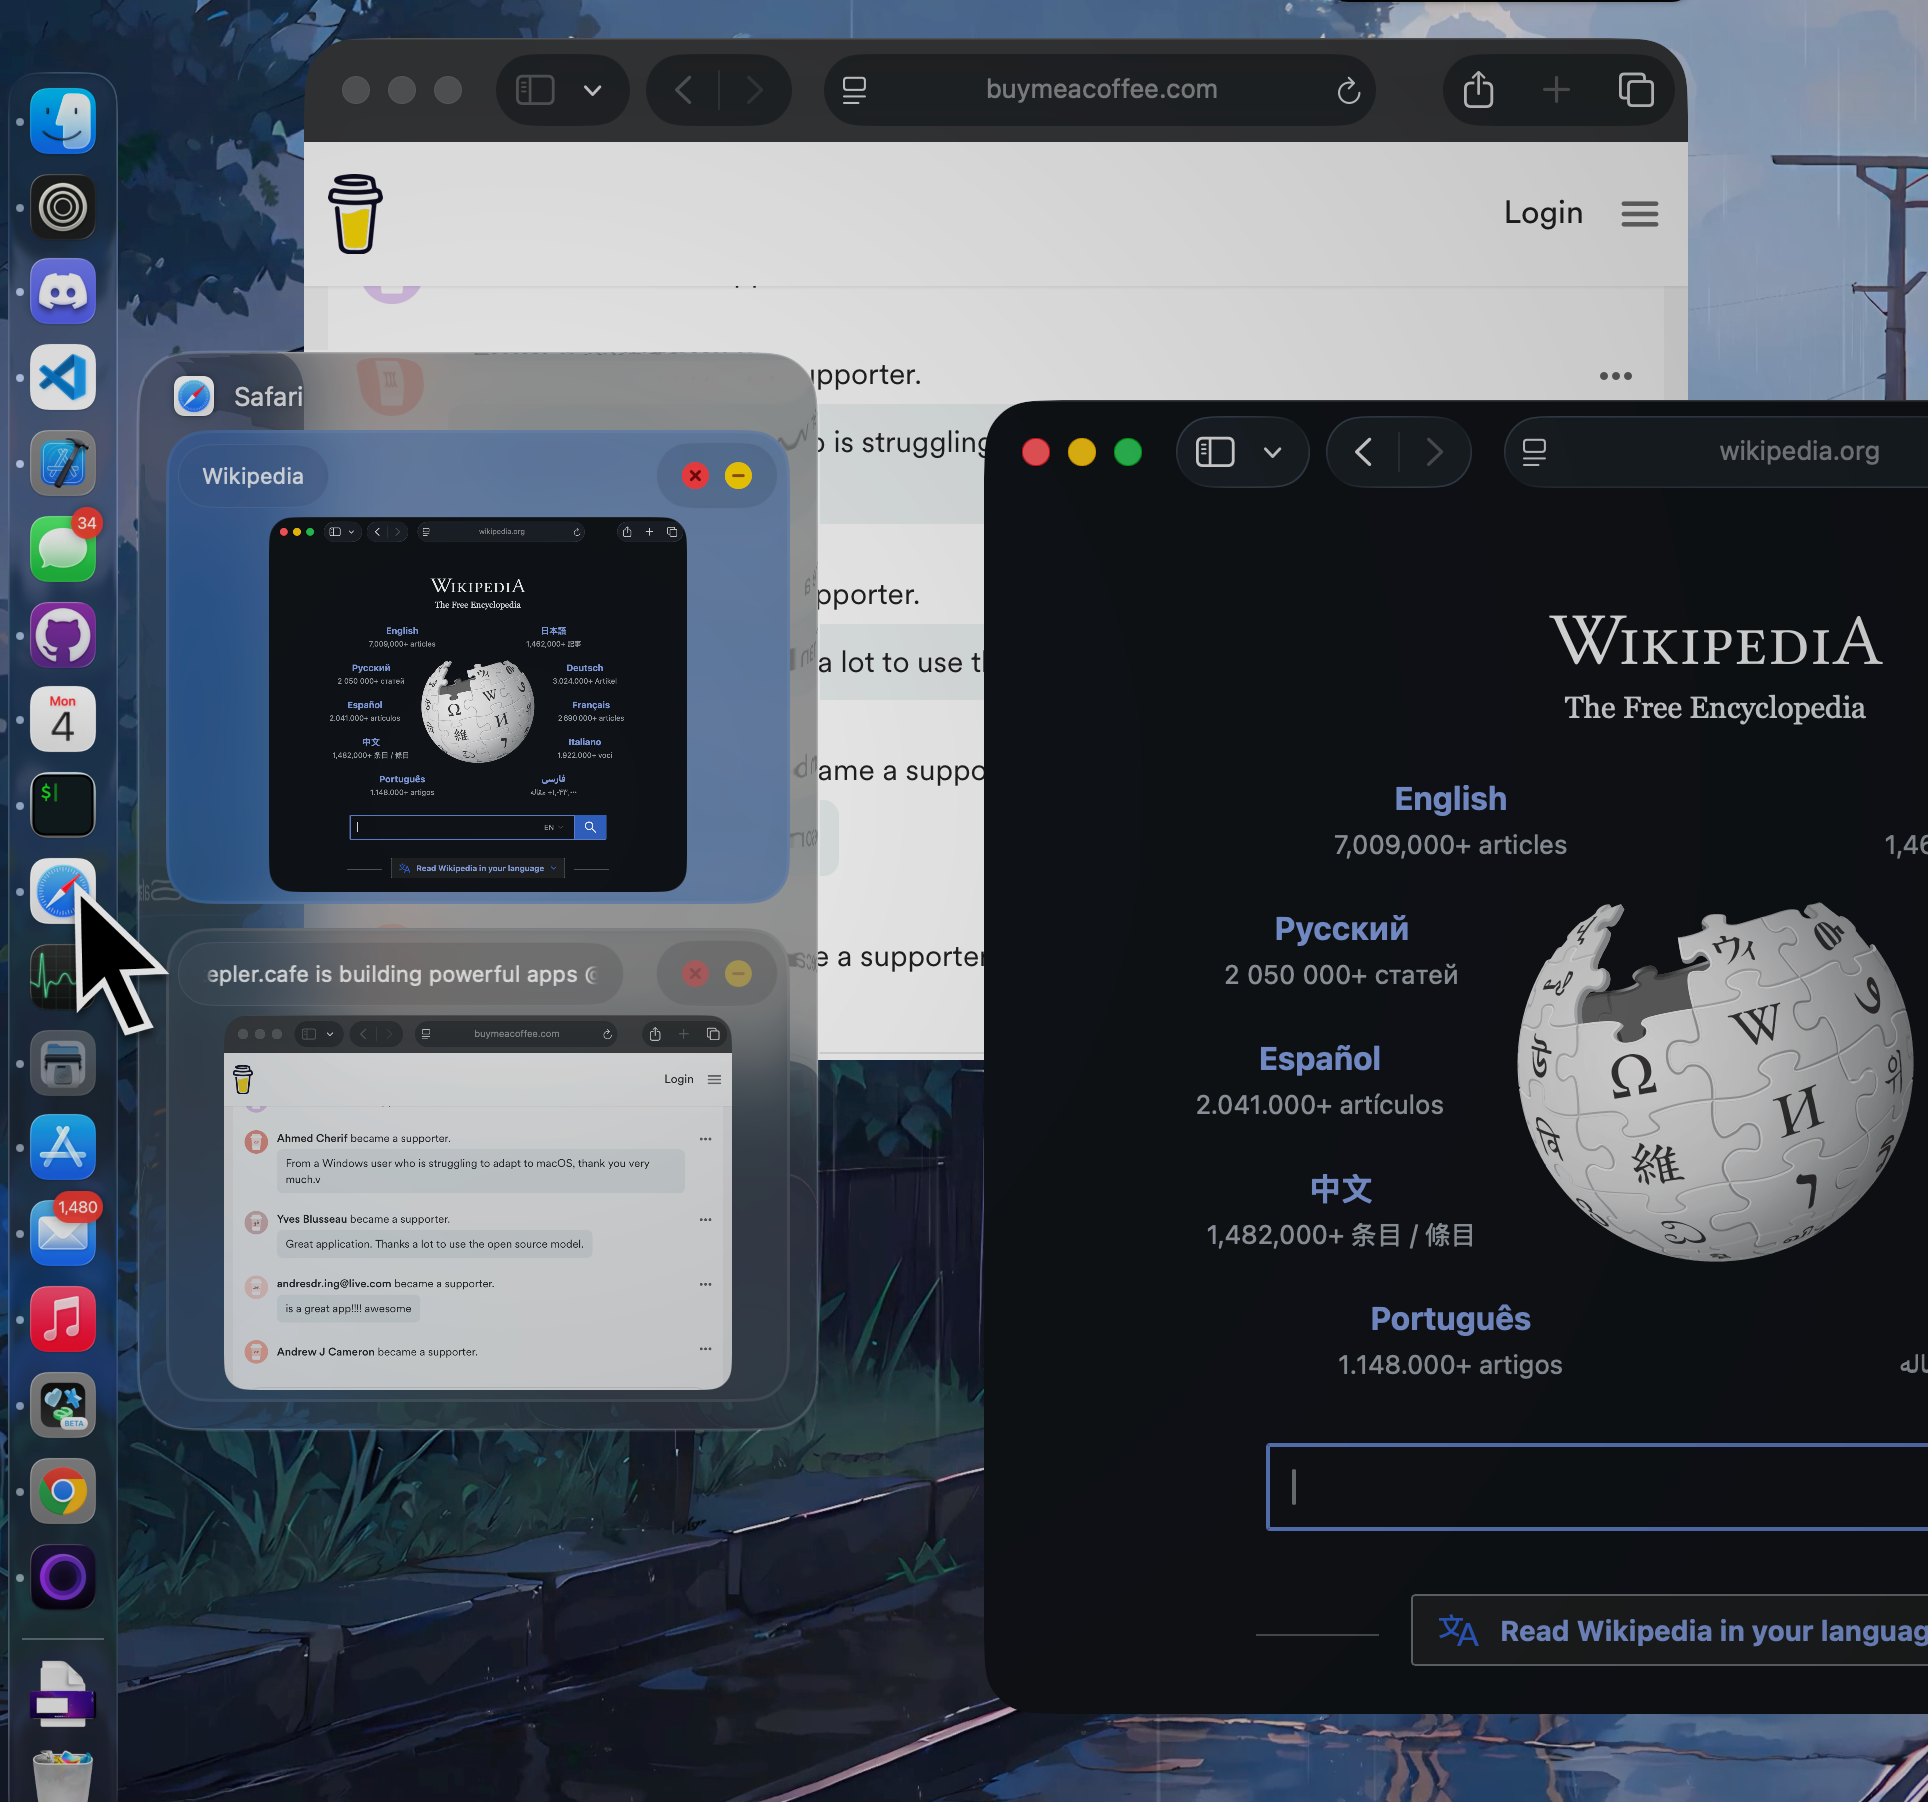 buymeacoffee.com
Login
upporter.
is struggling
pporter.
a lot to use t
ame a suppo
e a supporter
Safari
Wikipedia
wikipedia.org
WIKIPEDIA
The Free Encyclopedia
English
7,009,000+ articles
日本語
1,462,000+ 記事
Русский
2 050 000+ статей
Deutsch
3.024.000+ Artikel
Español
2.041.000+ artículos
Français
2 690 000+ articles
中文
1,482,000+ 条目 / 條目
Italiano
1.922.000+ voci
Português
1.148.000+ artigos
فارسی
EN
Read Wikipedia in your language
epler.cafe is building powerful apps @
buymeacoffee.com
Login
Ahmed Cherif became a supporter.
From a Windows user who is struggling to adapt to macOS, thank you very
much.v
Yves Blusseau became a supporter.
Great application. Thanks a lot to use the open source model.
andresdr.ing@live.com became a supporter.
is a great app!!!! awesome
Andrew J Cameron became a supporter.
wikipedia.org
WIKIPEDIA
The Free Encyclopedia
English
7,009,000+ articles
1,46
Русский
2 050 000+ статей
Español
2.041.000+ artículos
中文
1,482,000+ 条目 / 條目
Português
1.148.000+ artigos
Read Wikipedia in your languag
34
Mon
4
$
1,480
BETA
Ω
W
И
維